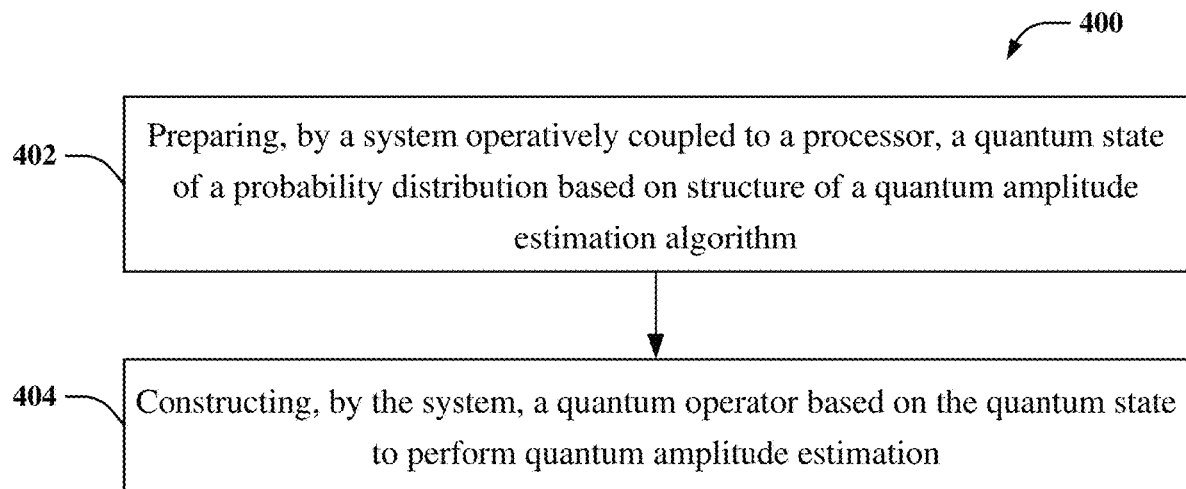 400
402
Preparing, by a system operatively coupled to a processor, a quantum state
of a probability distribution based on structure of a quantum amplitude
estimation algorithm
404
Constructing, by the system, a quantum operator based on the quantum state
to perform quantum amplitude estimation